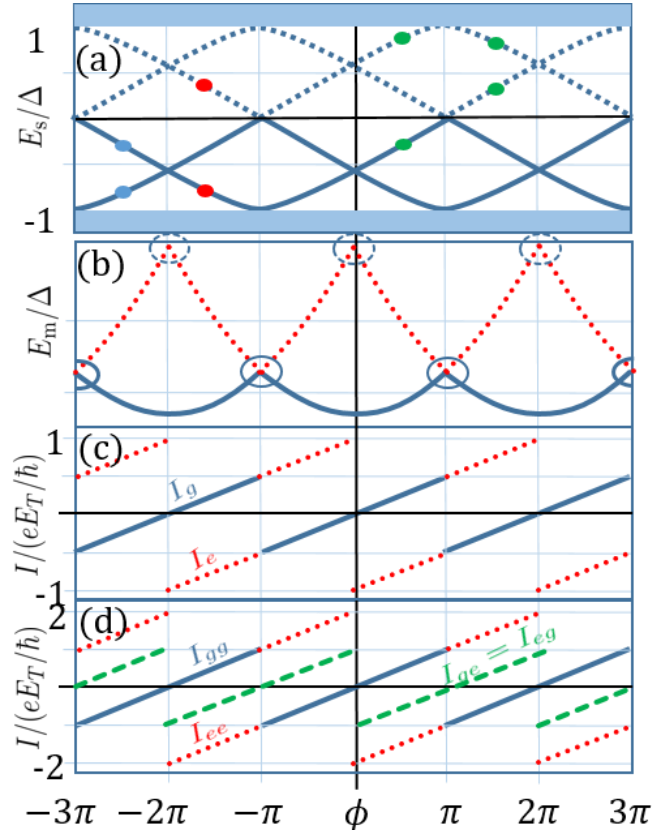 1
(a)
E_s/Δ
-1
(b)
E_m/Δ
1
(c)
I/(eE_T/ħ)
I_g
I_e
-1
2
(d)
I/(eE_T/ħ)
I_gg
I_ge = I_eg
I_ee
-2
−3π −2π −π ϕ π 2π 3π